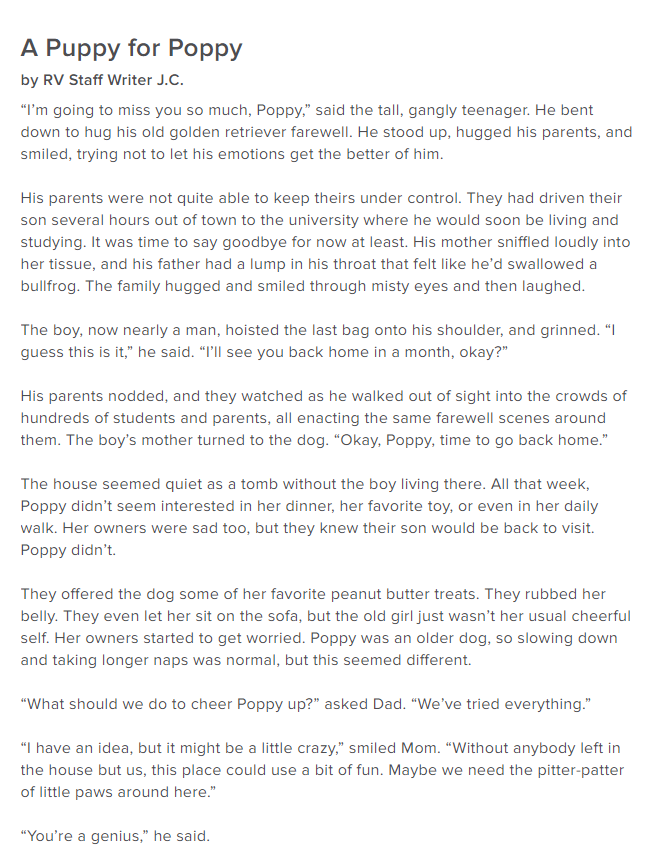 A Puppy for Poppy
by RV Staff Writer J.C.
“I’m going to miss you so much, Poppy,” said the tall, gangly teenager. He bent
down to hug his old golden retriever farewell. He stood up, hugged his parents, and
smiled, trying not to let his emotions get the better of him.
His parents were not quite able to keep theirs under control. They had driven their
son several hours out of town to the university where he would soon be living and
studying. It was time to say goodbye for now at least. His mother sniffled loudly into
her tissue, and his father had a lump in his throat that felt like he’d swallowed a
bullfrog. The family hugged and smiled through misty eyes and then laughed.
The boy, now nearly a man, hoisted the last bag onto his shoulder, and grinned. “I
guess this is it,” he said. “I’ll see you back home in a month, okay?”
His parents nodded, and they watched as he walked out of sight into the crowds of
hundreds of students and parents, all enacting the same farewell scenes around
them. The boy’s mother turned to the dog. “Okay, Poppy, time to go back home.”
The house seemed quiet as a tomb without the boy living there. All that week,
Poppy didn’t seem interested in her dinner, her favorite toy, or even in her daily
walk. Her owners were sad too, but they knew their son would be back to visit.
Poppy didn’t.
They offered the dog some of her favorite peanut butter treats. They rubbed her
belly. They even let her sit on the sofa, but the old girl just wasn’t her usual cheerful
self. Her owners started to get worried. Poppy was an older dog, so slowing down
and taking longer naps was normal, but this seemed different.
“What should we do to cheer Poppy up?” asked Dad. “We’ve tried everything.”
“I have an idea, but it might be a little crazy,” smiled Mom. “Without anybody left in
the house but us, this place could use a bit of fun. Maybe we need the pitter-patter
of little paws around here.”
“You’re a genius,” he said.